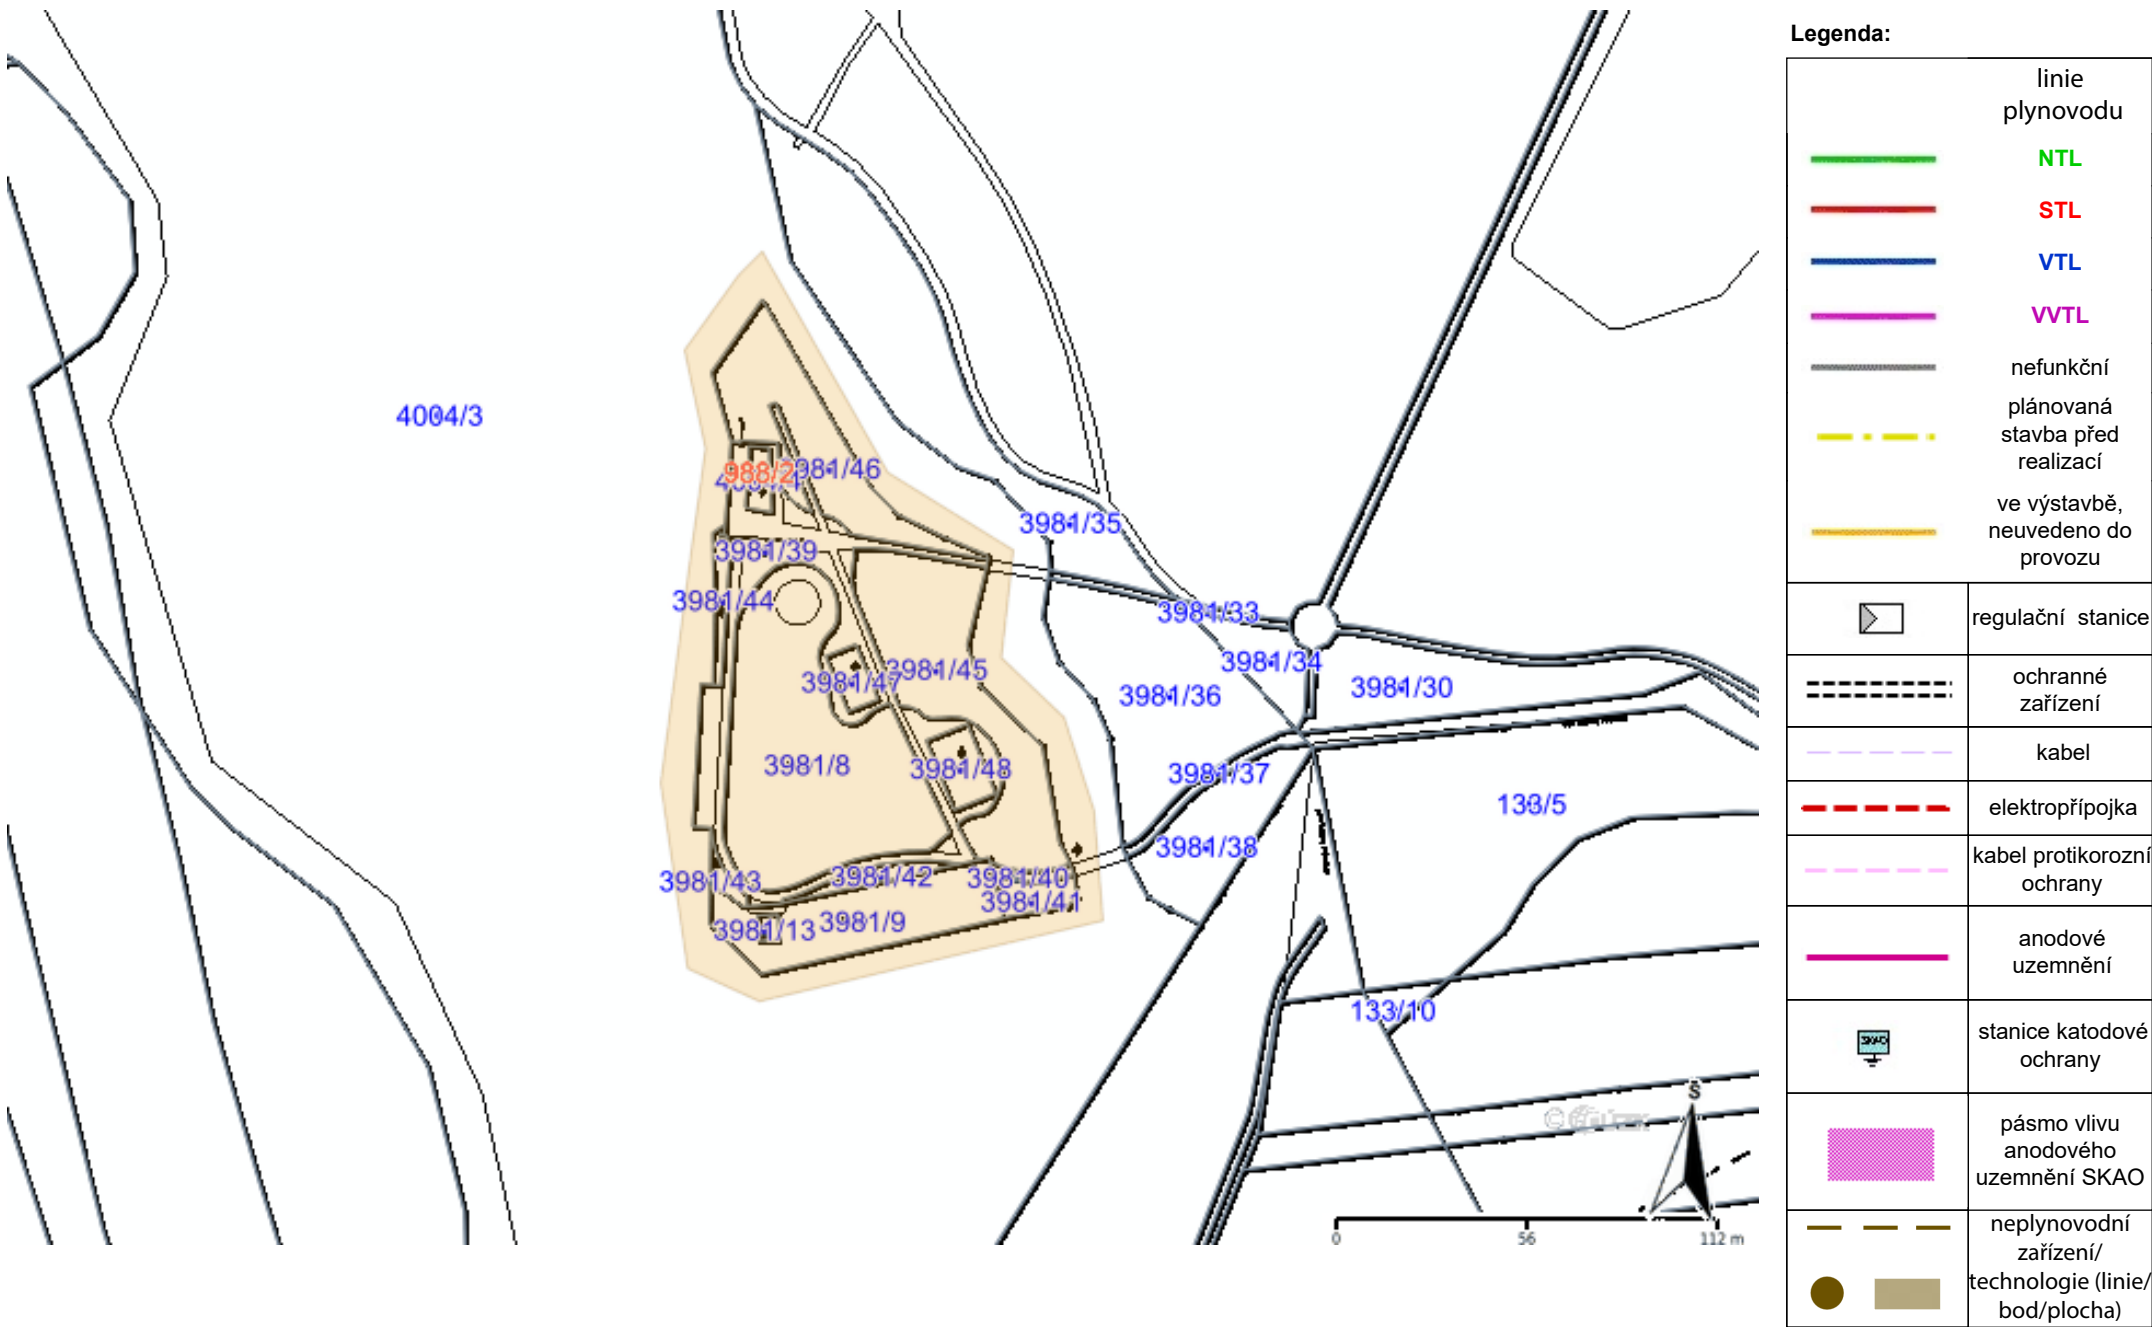 Legenda:
linie
plynovodu
NTL
STL
VTL
VVTL
nefunkční
plánovaná
stavba před
realizací
ve výstavbě,
neuvedeno do
provozu
regulační stanice
ochranné
zařízení
kabel
elektropřípojka
kabel protikorozní
ochrany
anodové
uzemnění
SKAO
stanice katodové
ochrany
pásmo vlivu
anodového
uzemnění SKAO
neplynovodní
zařízení/
technologie (linie/
bod/plocha)
4004/3
988/2
3981/46
3981/35
3981/39
3981/44
3981/33
3981/34
3981/45
3981/47
3981/36
3981/30
3981/8
3981/48
3981/37
133/5
3981/38
3981/43
3981/42
3981/40
3981/41
3981/13
3981/9
133/10
S
0
56
112 m